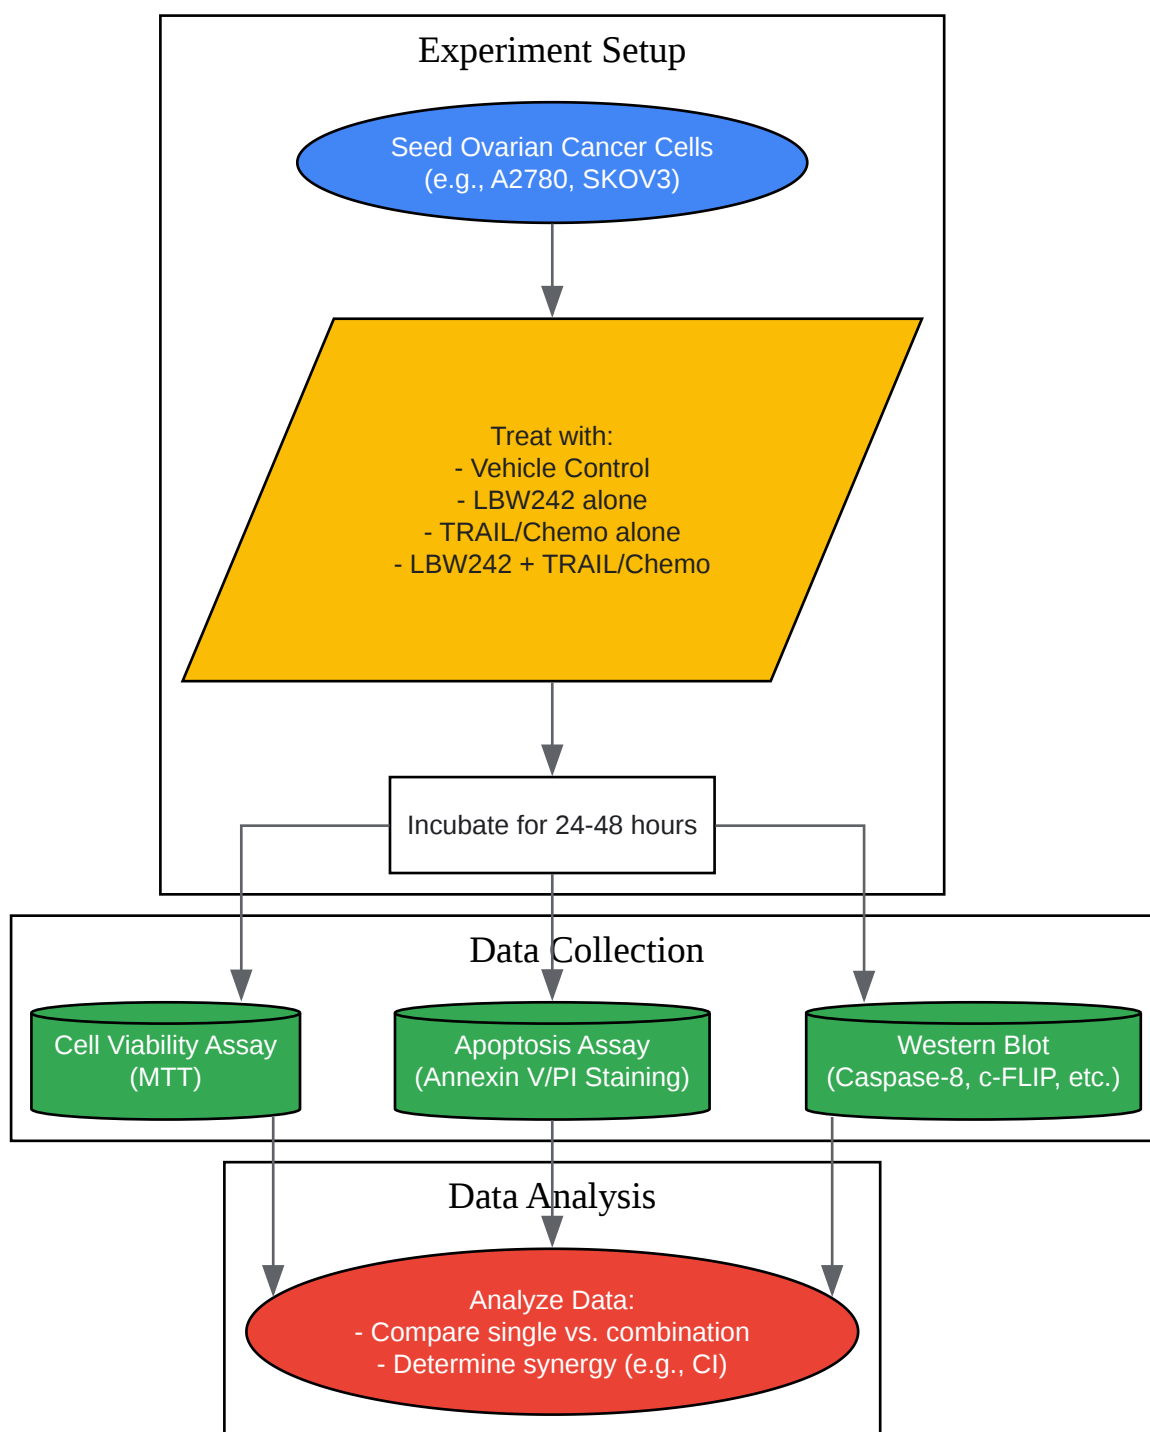 Experiment Setup
Seed Ovarian Cancer Cells
(e.g., A2780, SKOV3)
Treat with:
- Vehicle Control
- LBW242 alone
- TRAIL/Chemo alone
- LBW242 + TRAIL/Chemo
Incubate for 24-48 hours
Data Collection
Cell Viability Assay
(MTT)
Apoptosis Assay
(Annexin V/PI Staining)
Western Blot
(Caspase-8, c-FLIP, etc.)
Data Analysis
Analyze Data:
- Compare single vs. combination
- Determine synergy (e.g., CI)